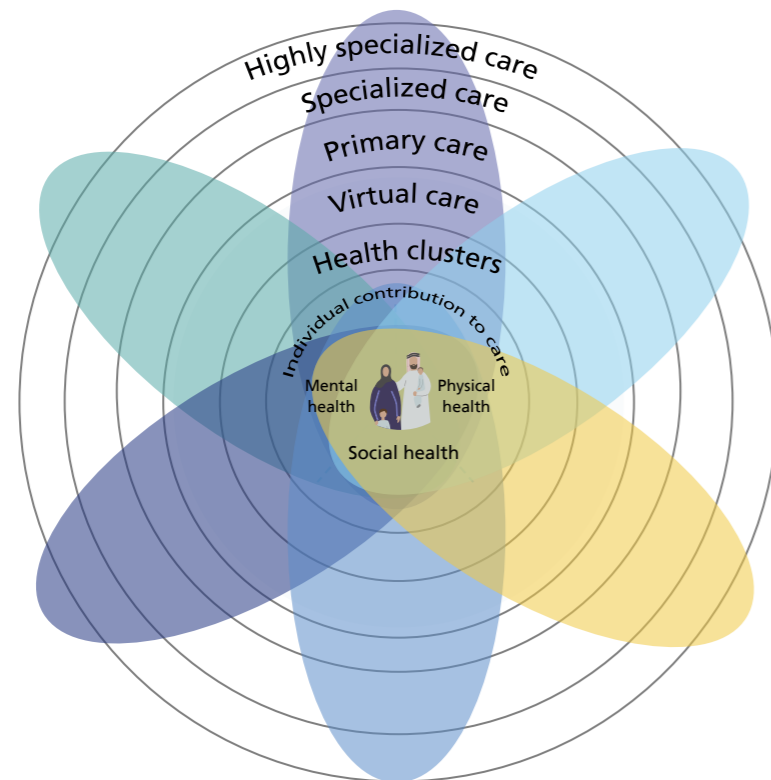 Highly specialized care
Specialized care
Primary care
Virtual care
Health clusters
Individual contribution to care
Mental
health
Physical
health
Social health